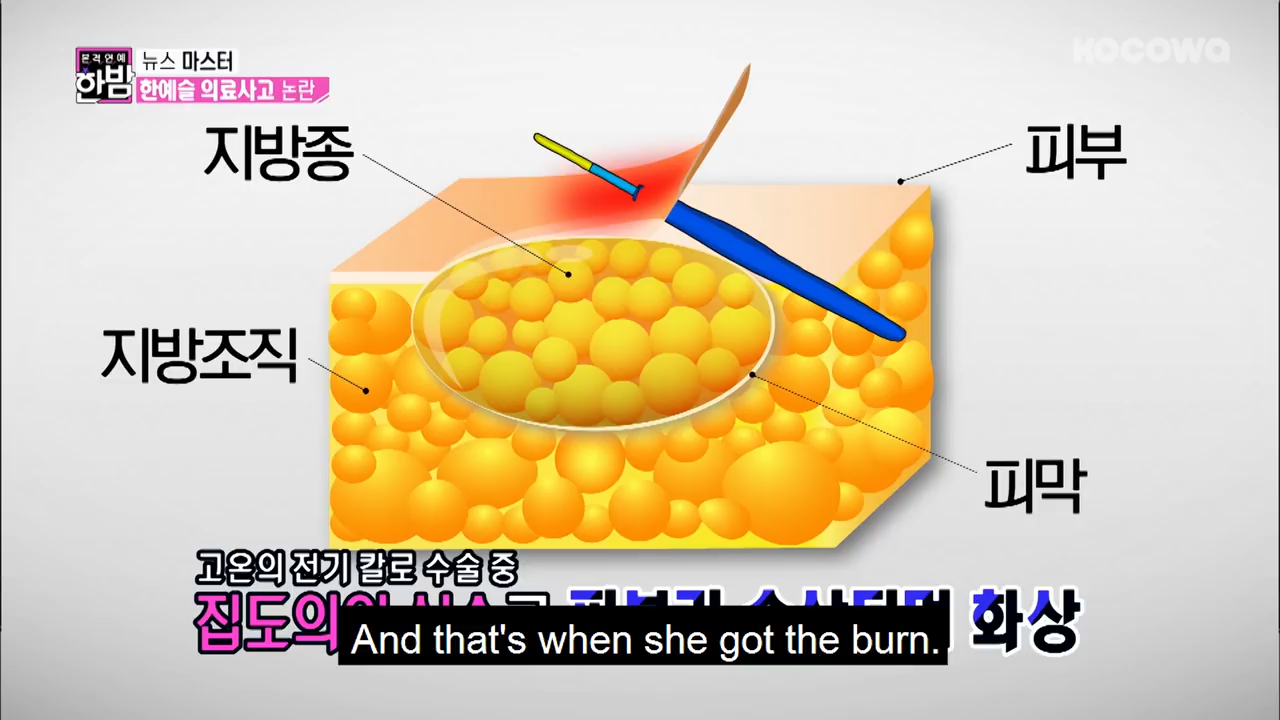 본격연예
한밤
뉴스 마스터
한예슬 의료사고 논란
KOCOWA
지방종
피부
지방조직
피막
고온의 전기 칼로 수술 중
집도의의 화상
And that's when she got the burn.